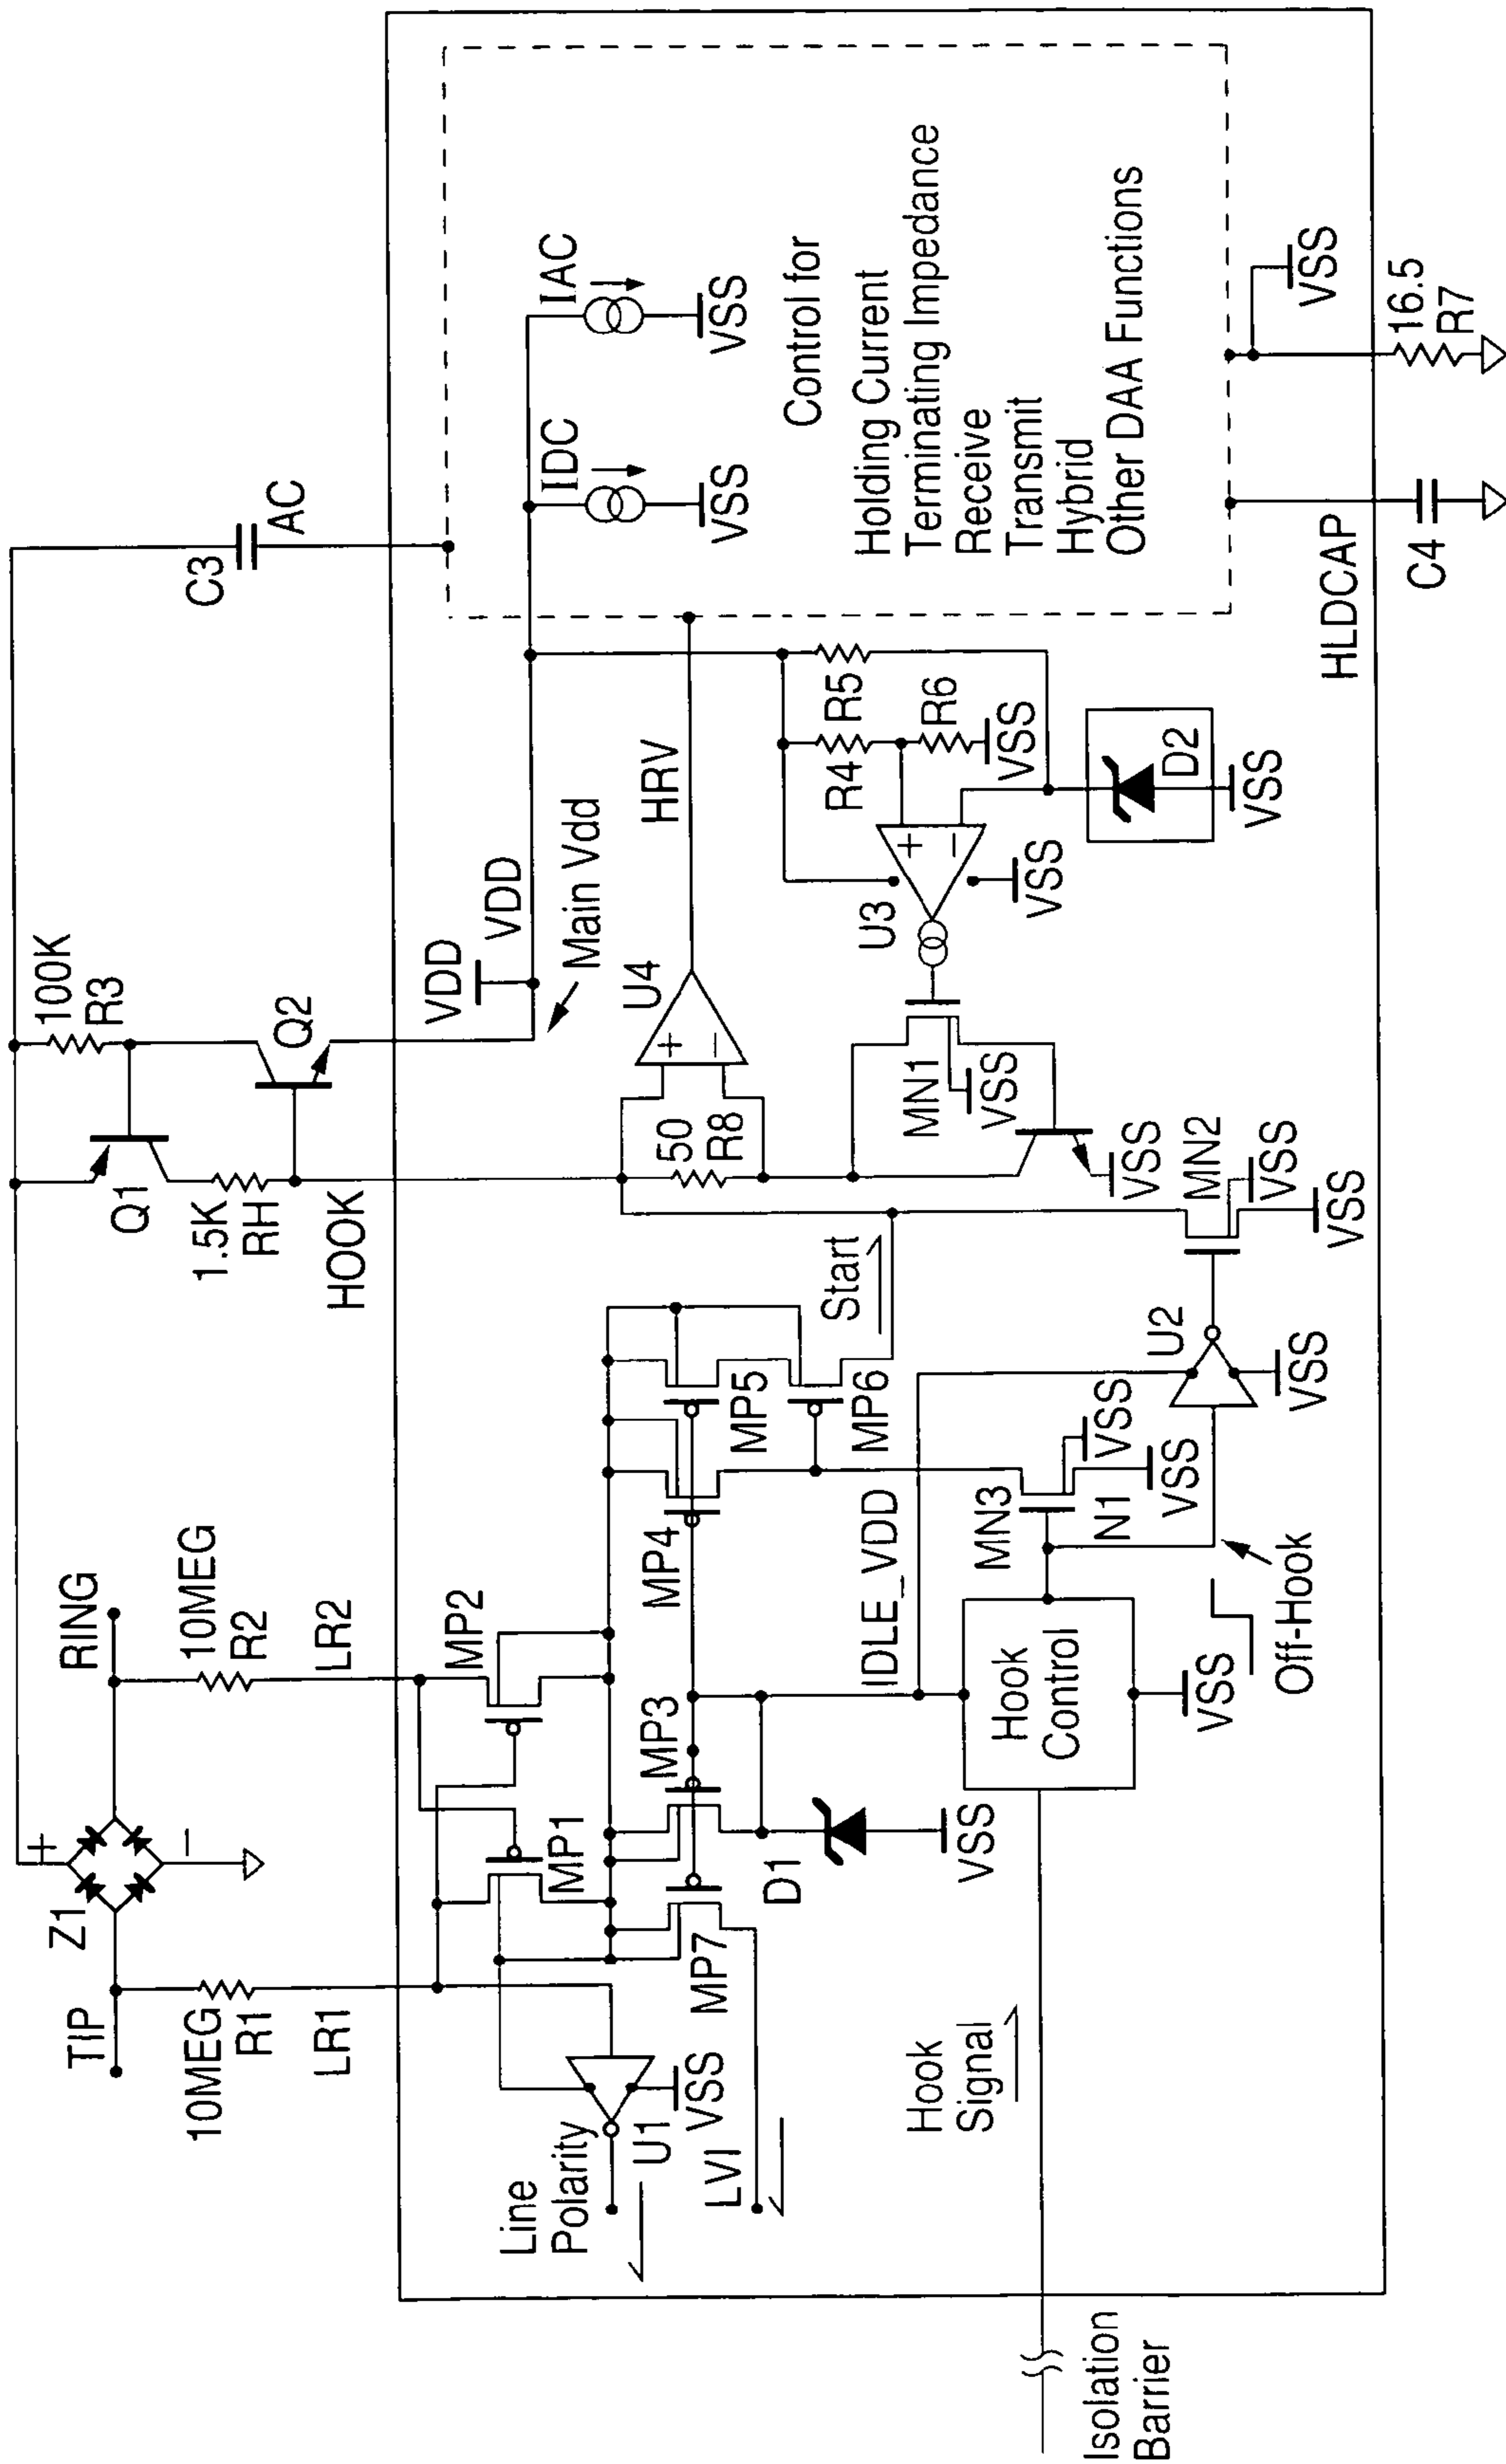 TIP
Z1
+
−
RING
10MEG
R1
LR1
10MEG
R2
LR2
Q1
1.5K
RH
HOOK
100K
R3
Q2
C3
AC
VDD
VDD
Main Vdd
Line
Polarity
U1
VSS
LVI
MP1
MP2
MP7
MP3
MP4
MP5
MP6
D1
VSS
IDLE_VDD
Start
50
R8
U4
+
−
HRV
MN1
VSS
VSS
U3
+
−
VSS
R4
R5
R6
VSS
D2
VSS
IDC
VSS
IAC
VSS
Control for
Holding Current
Terminating Impedance
Receive
Transmit
Hybrid
Other DAA Functions
Isolation
Barrier
Hook
Signal
Hook
Control
VSS
Off-Hook
MN3
N1
VSS
VSS
U2
VSS
MN2
VSS
VSS
HLDCAP
C4
VSS
16.5
R7